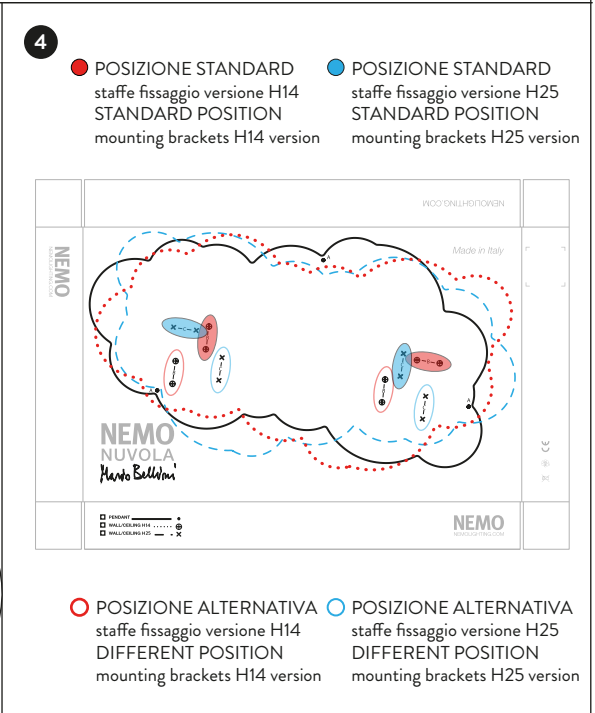 4
POSIZIONE STANDARD
staffe fissaggio versione H14
STANDARD POSITION
mounting brackets H14 version
POSIZIONE STANDARD
staffe fissaggio versione H25
STANDARD POSITION
mounting brackets H25 version
NEMOLIGHTING.COM
NEMO
NEMOLIGHTING.COM
Made in Italy
A
A
A
NEMO
NUVOLA
Mario Bellini
PENDANT
WALL/CEILING H14
WALL/CEILING H25
NEMO
NEMOLIGHTING.COM
CE
POSIZIONE ALTERNATIVA
staffe fissaggio versione H14
DIFFERENT POSITION
mounting brackets H14 version
POSIZIONE ALTERNATIVA
staffe fissaggio versione H25
DIFFERENT POSITION
mounting brackets H25 version